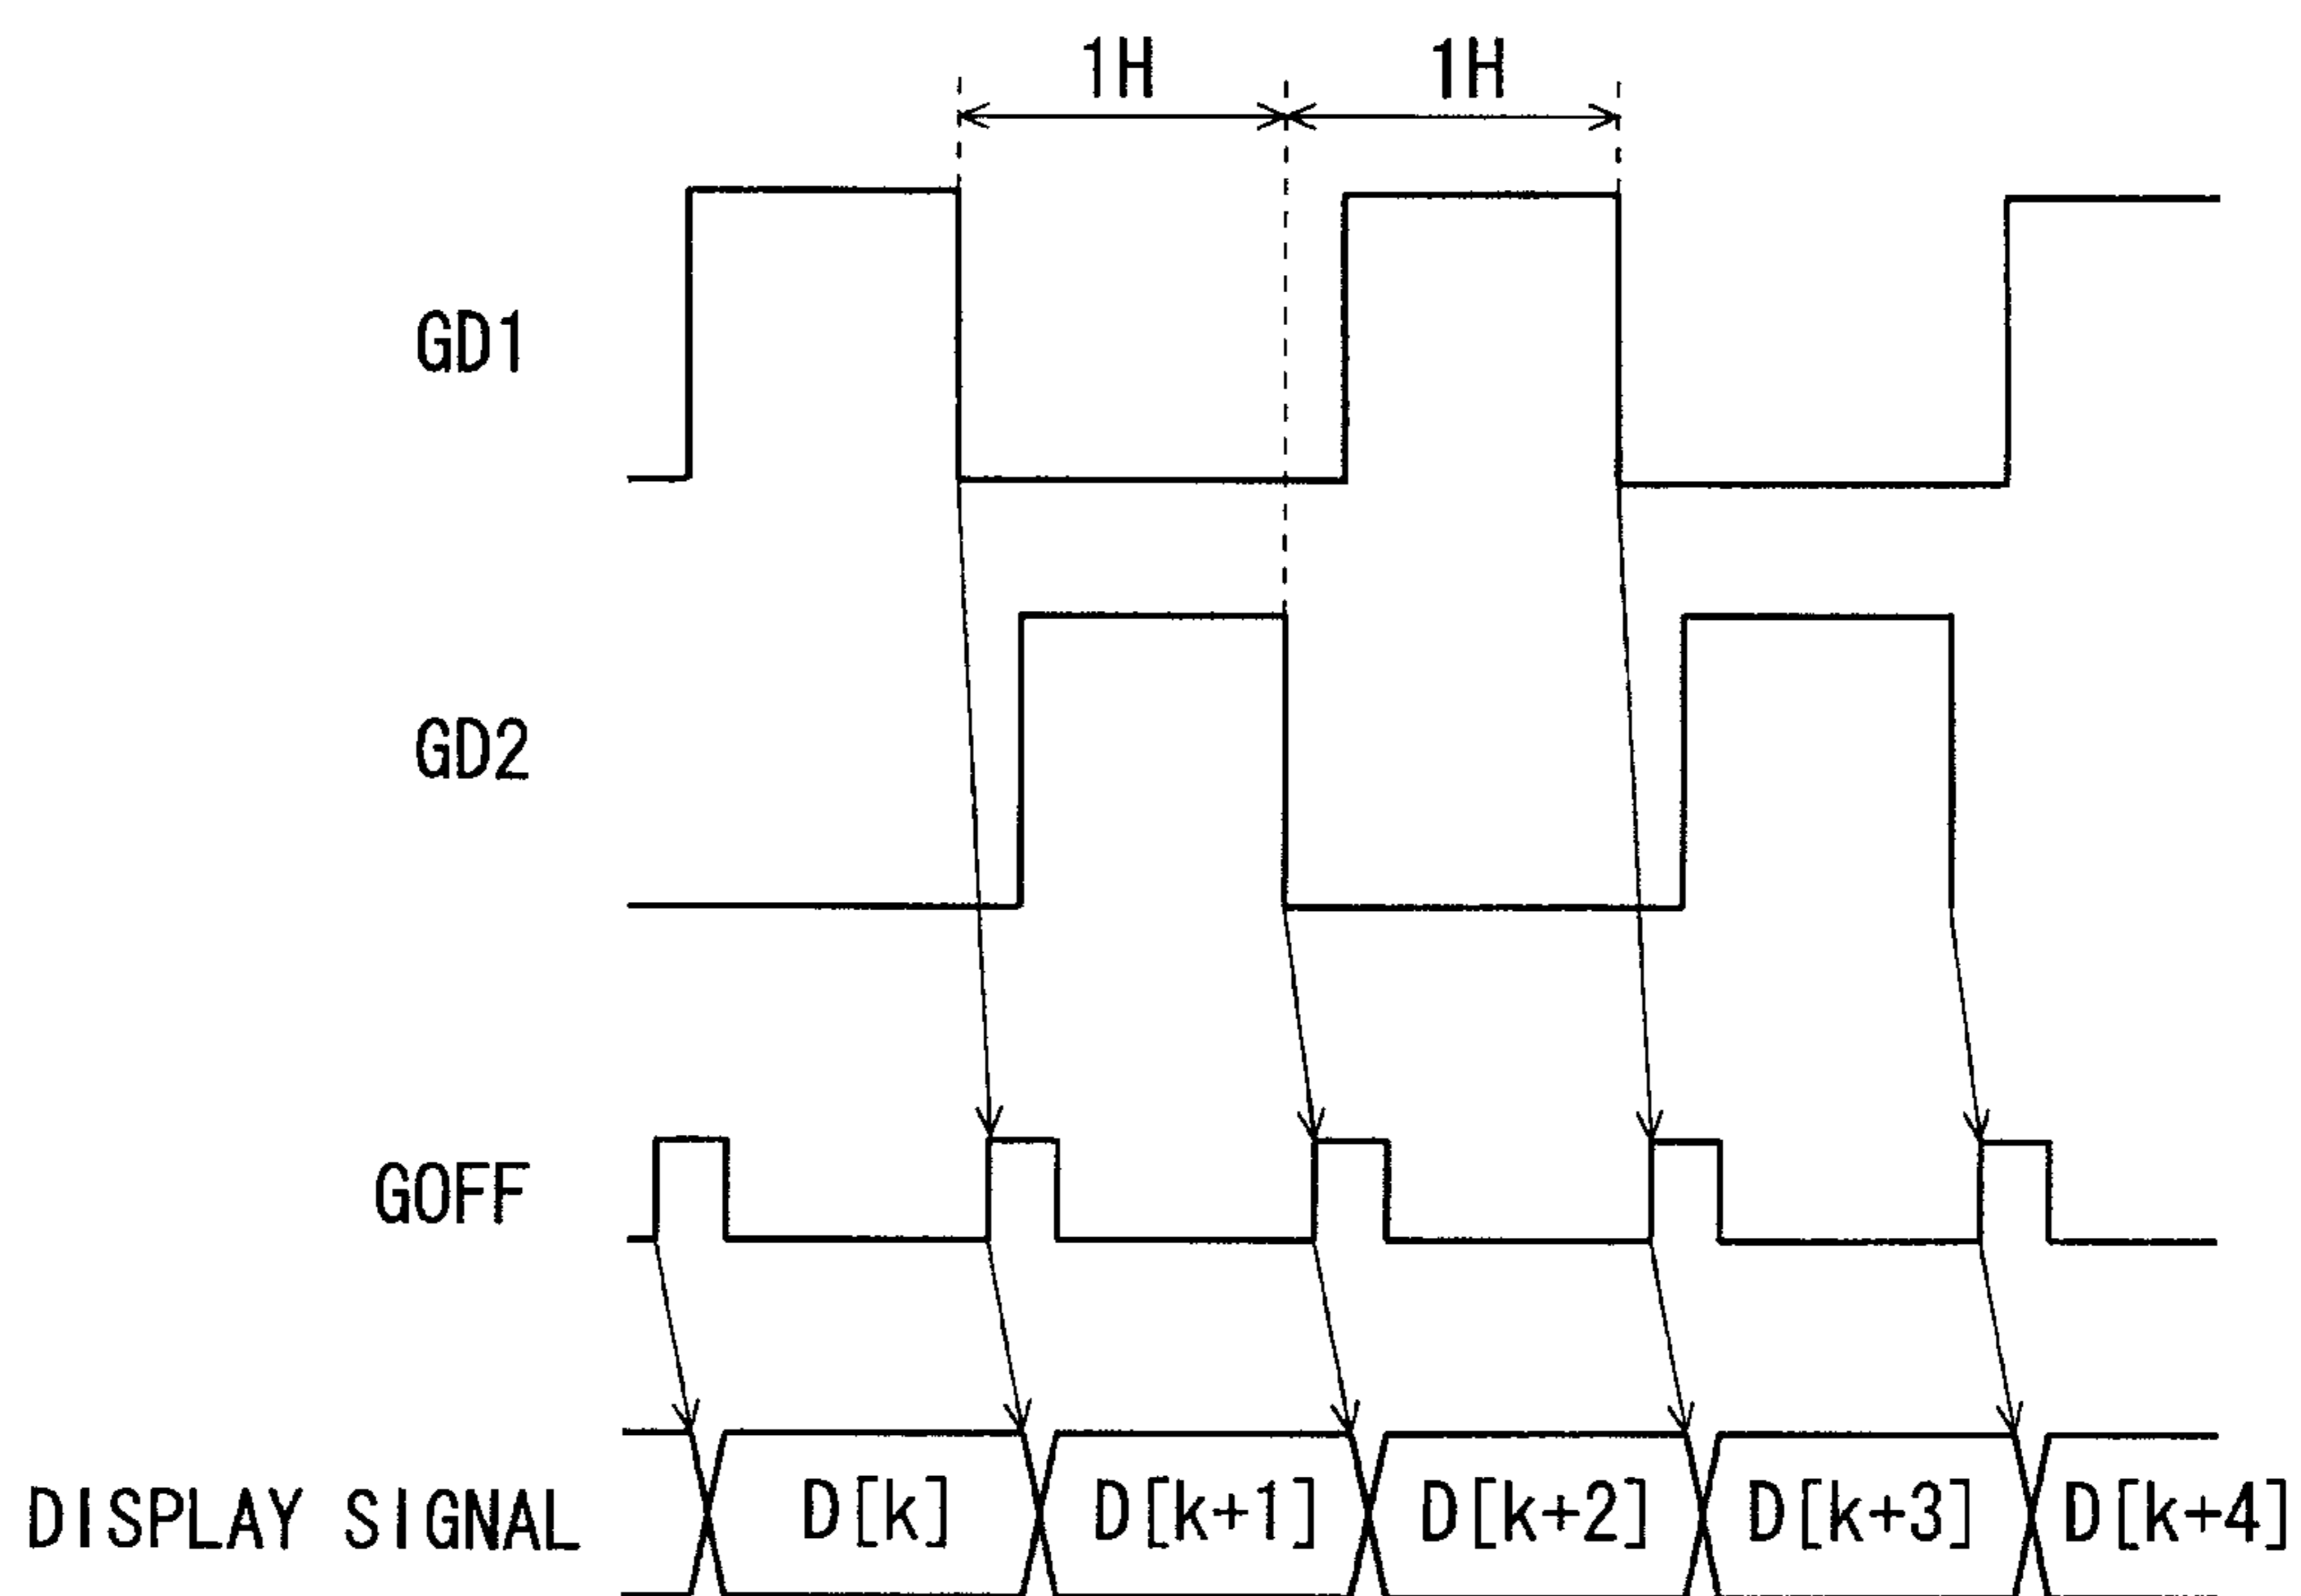 1H 1H
GD1
GD2
GOFF
DISPLAY SIGNAL D[k] D[k+1] D[k+2] D[k+3] D[k+4]